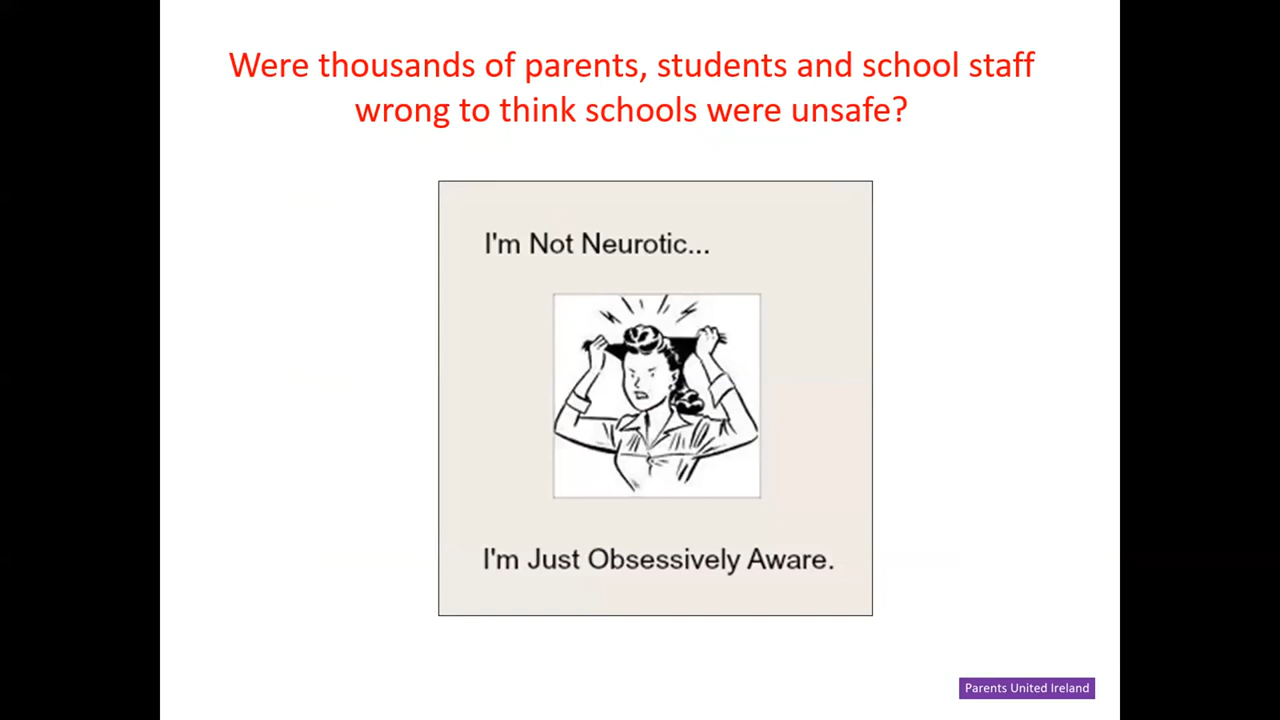 Were thousands of parents, students and school staff
wrong to think schools were unsafe?
I'm Not Neurotic...
I'm Just Obsessively Aware.
Parents United Ireland